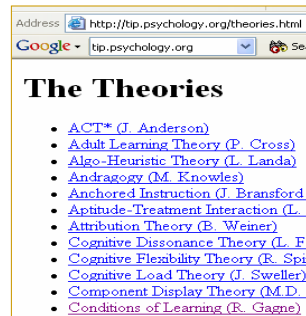 Address http://tip.psychology.org/theories.html
Google tip.psychology.org Se
The Theories
ACT* (J. Anderson)
Adult Learning Theory (P. Cross)
Algo-Heuristic Theory (L. Landa)
Andragogy (M. Knowles)
Anchored Instruction (J. Bransford
Aptitude-Treatment Interaction (L.
Attribution Theory (B. Weiner)
Cognitive Dissonance Theory (L. F
Cognitive Flexibility Theory (R. Spi
Cognitive Load Theory (J. Sweller)
Component Display Theory (M.D.
Conditions of Learning (R. Gagne)